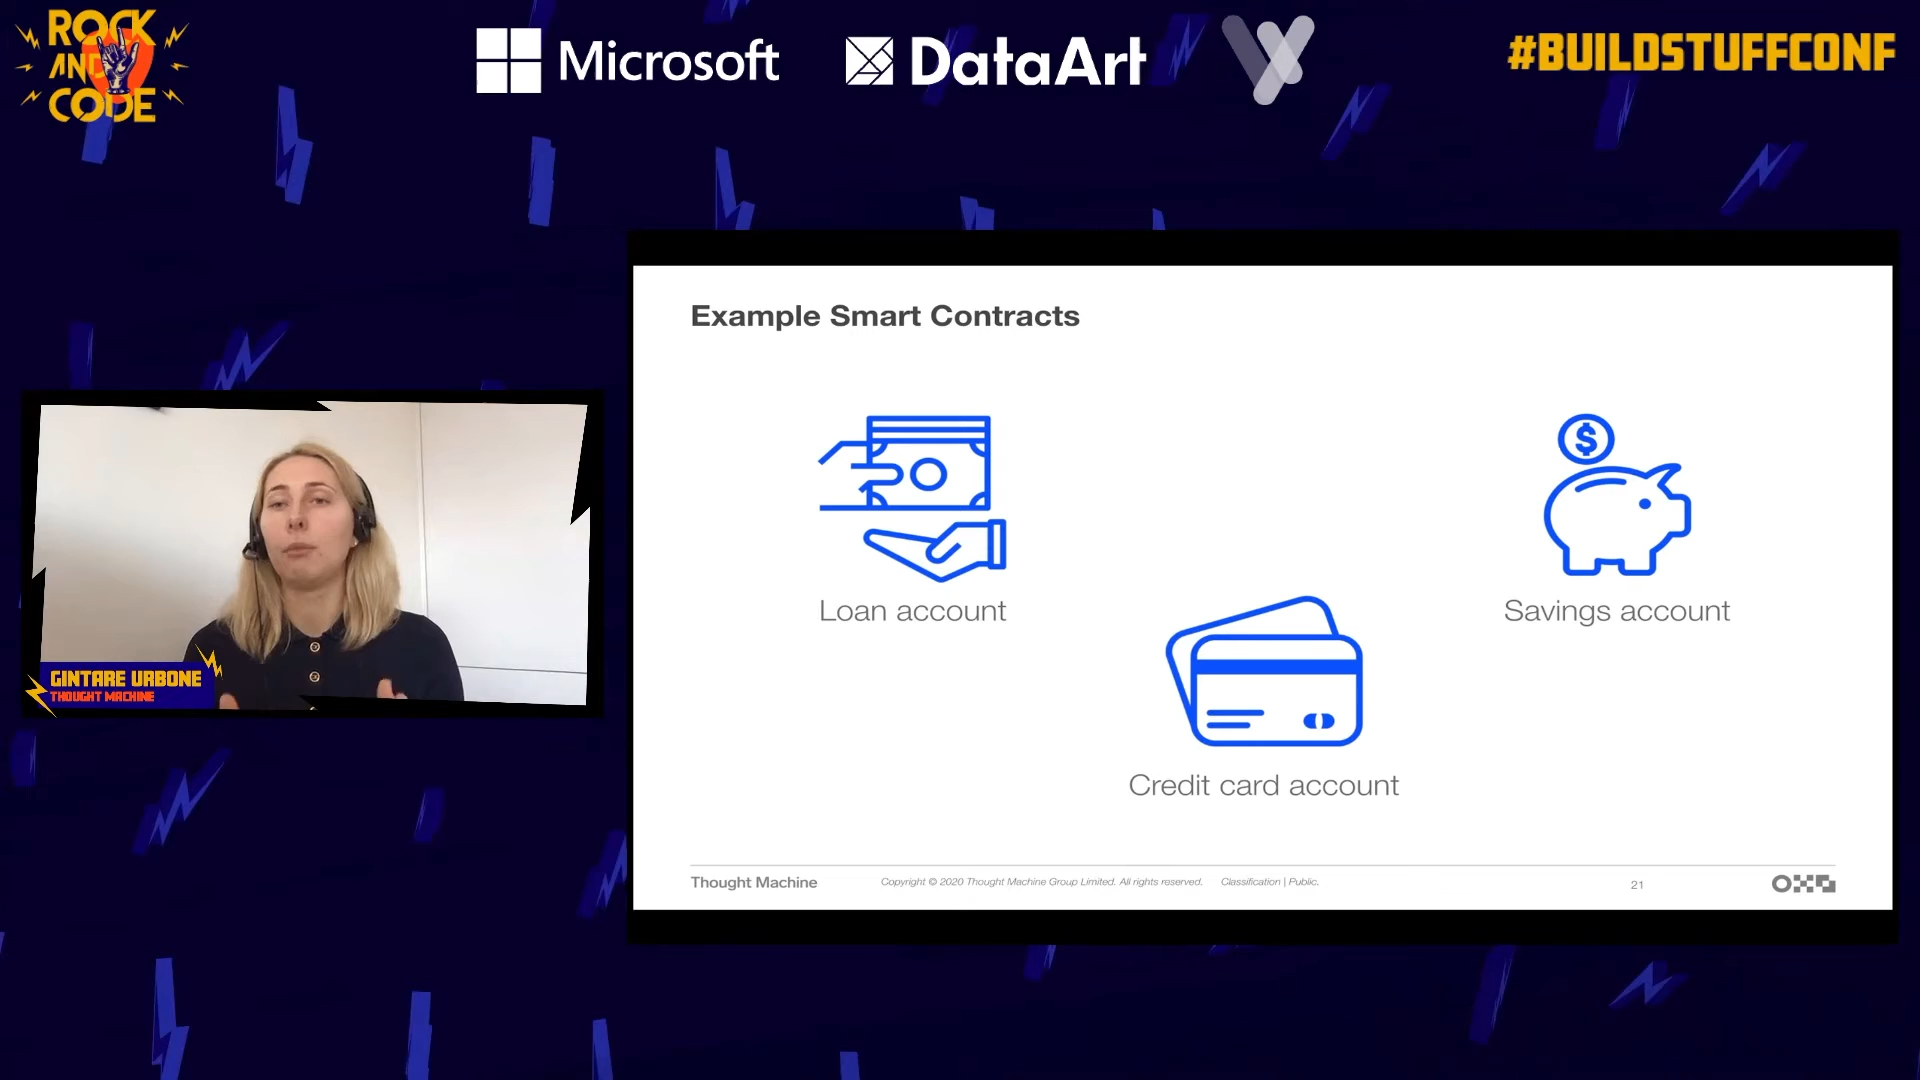 ROCK
AND
CODE
Microsoft
DataArt
#BUILDSTUFFCONF
Example Smart Contracts
$
Loan account
Savings account
Credit card account
GINTARE URBONE
THOUGHT MACHINE
Thought Machine
Copyright © 2020 Thought Machine Group Limited. All rights reserved.
Classification | Public.
21